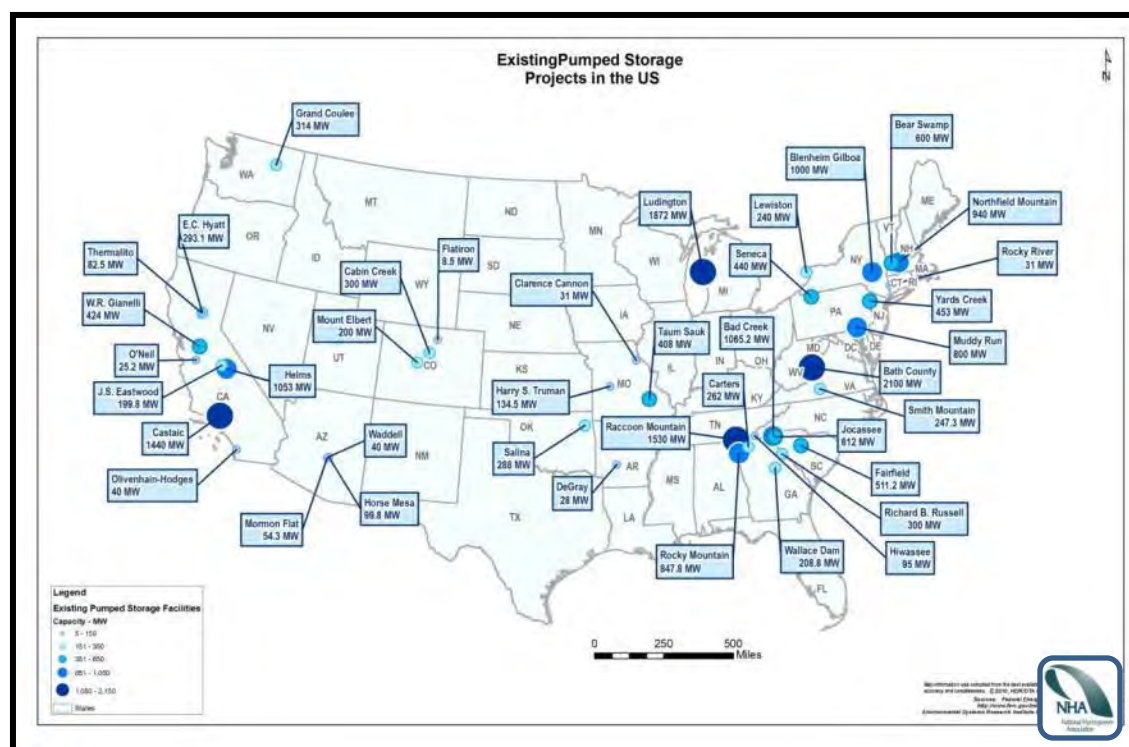 ExistingPumped Storage
Projects in the US
N
Grand Coulee
314 MW
Bear Swamp
600 MW
Blenheim Gilboa
1000 MW
Ludington
1872 MW
Lewiston
240 MW
Northfield Mountain
940 MW
E.C. Hyatt
293.1 MW
Flatiron
8.5 MW
Seneca
440 MW
Rocky River
31 MW
Thermalito
82.5 MW
Cabin Creek
300 MW
Clarence Cannon
31 MW
W.R. Gianelli
424 MW
Yards Creek
453 MW
Mount Elbert
200 MW
Taum Sauk
408 MW
Bad Creek
1065.2 MW
Muddy Run
800 MW
O'Neil
25.2 MW
Helms
1053 MW
Harry S. Truman
134.5 MW
Carters
262 MW
Bath County
2100 MW
J.S. Eastwood
199.8 MW
Smith Mountain
247.3 MW
Castaic
1440 MW
Waddell
40 MW
Salina
288 MW
Raccoon Mountain
1530 MW
Jocassee
612 MW
Olivenhain-Hodges
40 MW
Horse Mesa
99.8 MW
DeGray
28 MW
Fairfield
511.2 MW
Mormon Flat
54.3 MW
Richard B. Russell
300 MW
Rocky Mountain
847.8 MW
Wallace Dam
208.8 MW
Hiwassee
95 MW
WA
MT
ND
MN
ME
VT
NH
OR
ID
SD
WI
MI
NY
MA
CT
RI
WY
IA
PA
NJ
NV
UT
NE
IL
IN
OH
MD
DE
DC
CO
KS
MO
WV
VA
KY
CA
AZ
NM
OK
AR
TN
NC
SC
TX
LA
MS
AL
GA
FL
Legend
Existing Pumped Storage Facilities
Capacity - MW
States
0 250 500
Miles
NHA
National Hydropower
Association